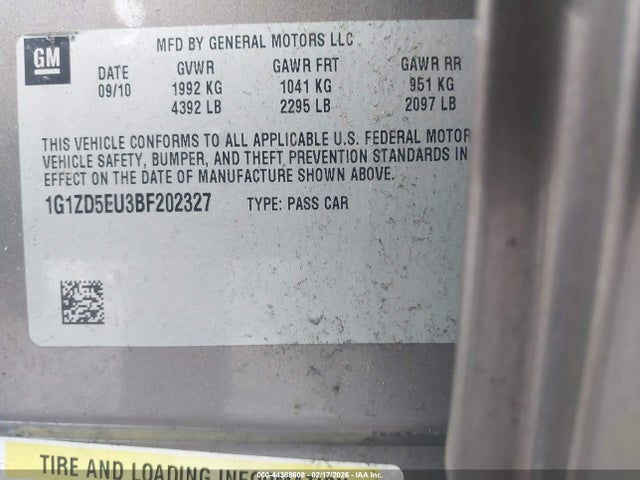 GM
MFD BY GENERAL MOTORS LLC
DATE GVWR GAWR FRT GAWR RR
09/10 1992 KG 1041 KG 951 KG
4392 LB 2295 LB 2097 LB
THIS VEHICLE CONFORMS TO ALL APPLICABLE U.S. FEDERAL MOTOR
VEHICLE SAFETY, BUMPER, AND THEFT PREVENTION STANDARDS IN
EFFECT ON THE DATE OF MANUFACTURE SHOWN ABOVE.
1G1ZD5EU3BF202327 TYPE: PASS CAR
TIRE AND LOADING
© IAA - 44388608 - 02/17/2026 - IAAI.COM